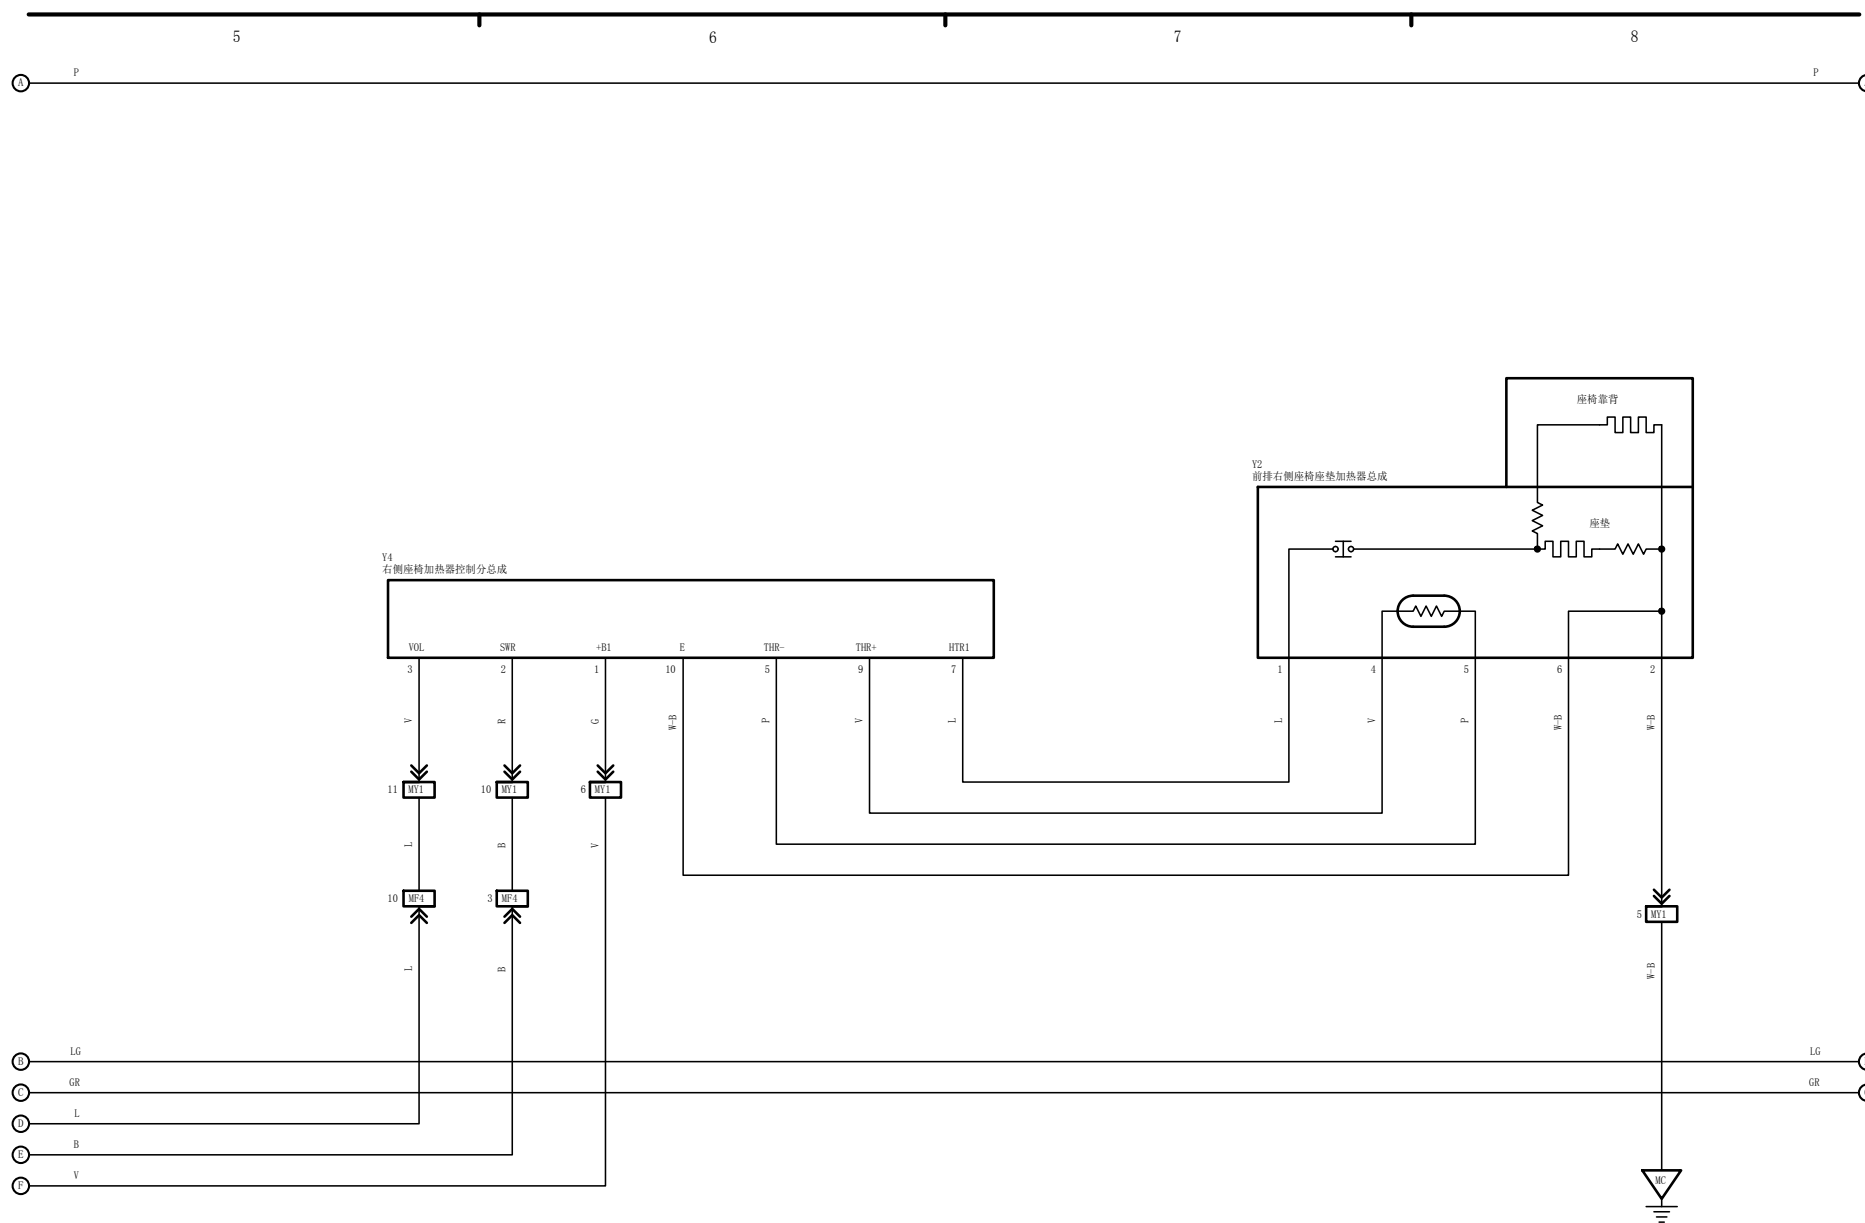 5 6 7 8
P P
A
座椅靠背
Y2
前排右侧座椅座垫加热器总成
座垫
Y4
右侧座椅加热器控制分总成
VOL SWR +B1 E THR- THR+ HTR1
3 2 1 10 5 9 7 1 4 5 6 2
V R G W-B P V L L V P W-B W-B
11 MY1 10 MY1 6 MY1
L B V
10 MF4 3 MF4
5 MY1
L B W-B
LG LG
B
GR GR
C
L
D
B
E
V
F
MC